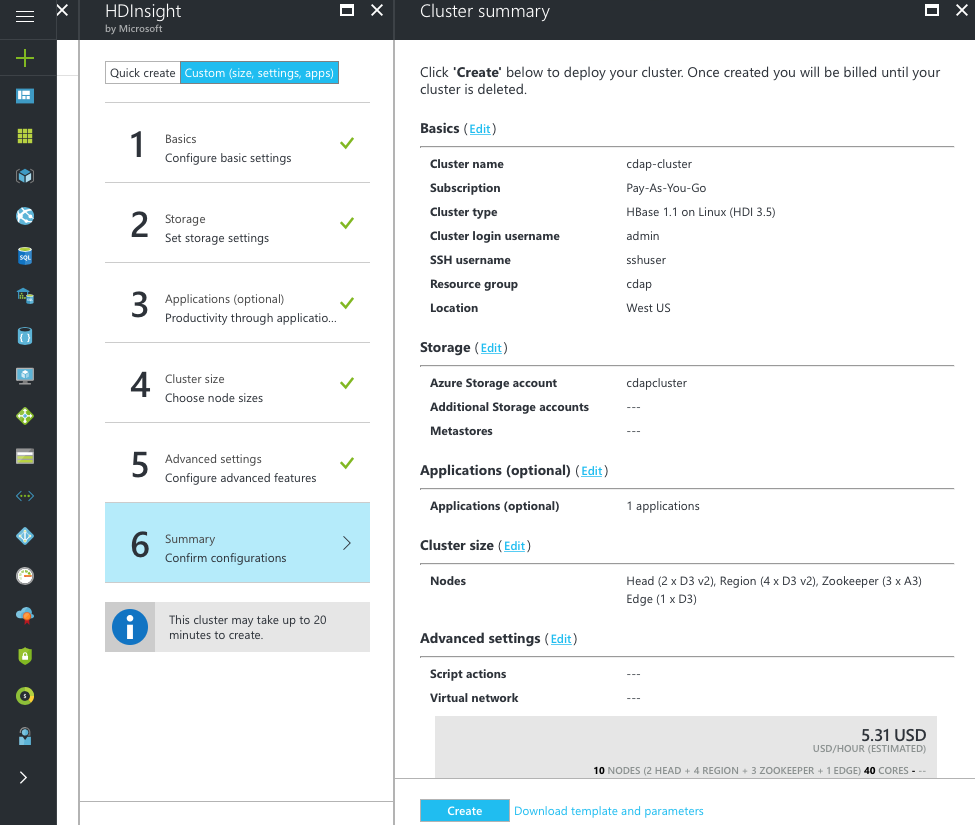 HDInsight
by Microsoft
Quick create
Custom (size, settings, apps)
1
Basics
Configure basic settings
2
Storage
Set storage settings
3
Applications (optional)
Productivity through applicatio...
4
Cluster size
Choose node sizes
5
Advanced settings
Configure advanced features
6
Summary
Confirm configurations
This cluster may take up to 20
minutes to create.
Cluster summary
Click 'Create' below to deploy your cluster. Once created you will be billed until your
cluster is deleted.
Basics (Edit)
Cluster name cdap-cluster
Subscription Pay-As-You-Go
Cluster type HBase 1.1 on Linux (HDI 3.5)
Cluster login username admin
SSH username sshuser
Resource group cdap
Location West US
Storage (Edit)
Azure Storage account cdapcluster
Additional Storage accounts ---
Metastores ---
Applications (optional) (Edit)
Applications (optional) 1 applications
Cluster size (Edit)
Nodes Head (2 x D3 v2), Region (4 x D3 v2), Zookeeper (3 x A3)
Edge (1 x D3)
Advanced settings (Edit)
Script actions ---
Virtual network ---
5.31 USD
USD/HOUR (ESTIMATED)
10 NODES (2 HEAD + 4 REGION + 3 ZOOKEEPER + 1 EDGE) 40 CORES - --
Create Download template and parameters